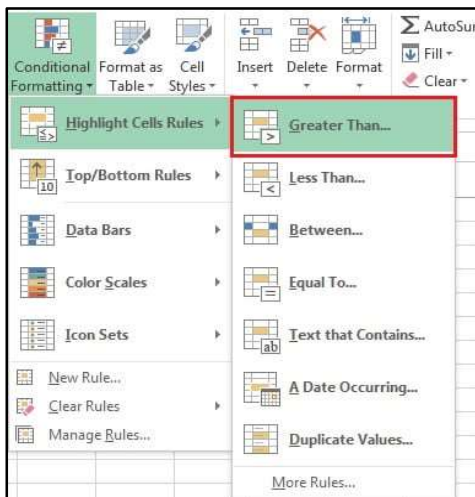 Conditional Formatting
Format as Table
Cell Styles
Insert
Delete
Format
Σ AutoSu
Fill
Clear
Highlight Cells Rules
Top/Bottom Rules
Data Bars
Color Scales
Icon Sets
New Rule...
Clear Rules
Manage Rules...
Greater Than...
Less Than...
Between...
Equal To...
Text that Contains...
A Date Occurring...
Duplicate Values...
More Rules...